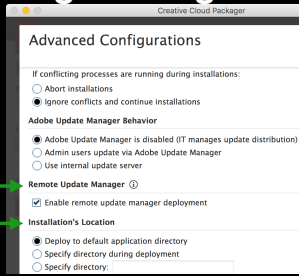 Creative Cloud Packager
Advanced Configurations
If conflicting processes are running during installations:
Abort installations
Ignore conflicts and continue installations
Adobe Update Manager Behavior
Adobe Update Manager is disabled (IT manages update distribution)
Admin users update via Adobe Update Manager
Use internal update server
Remote Update Manager
Enable remote update manager deployment
Installation's Location
Deploy to default application directory
Specify directory during deployment
Specify directory: